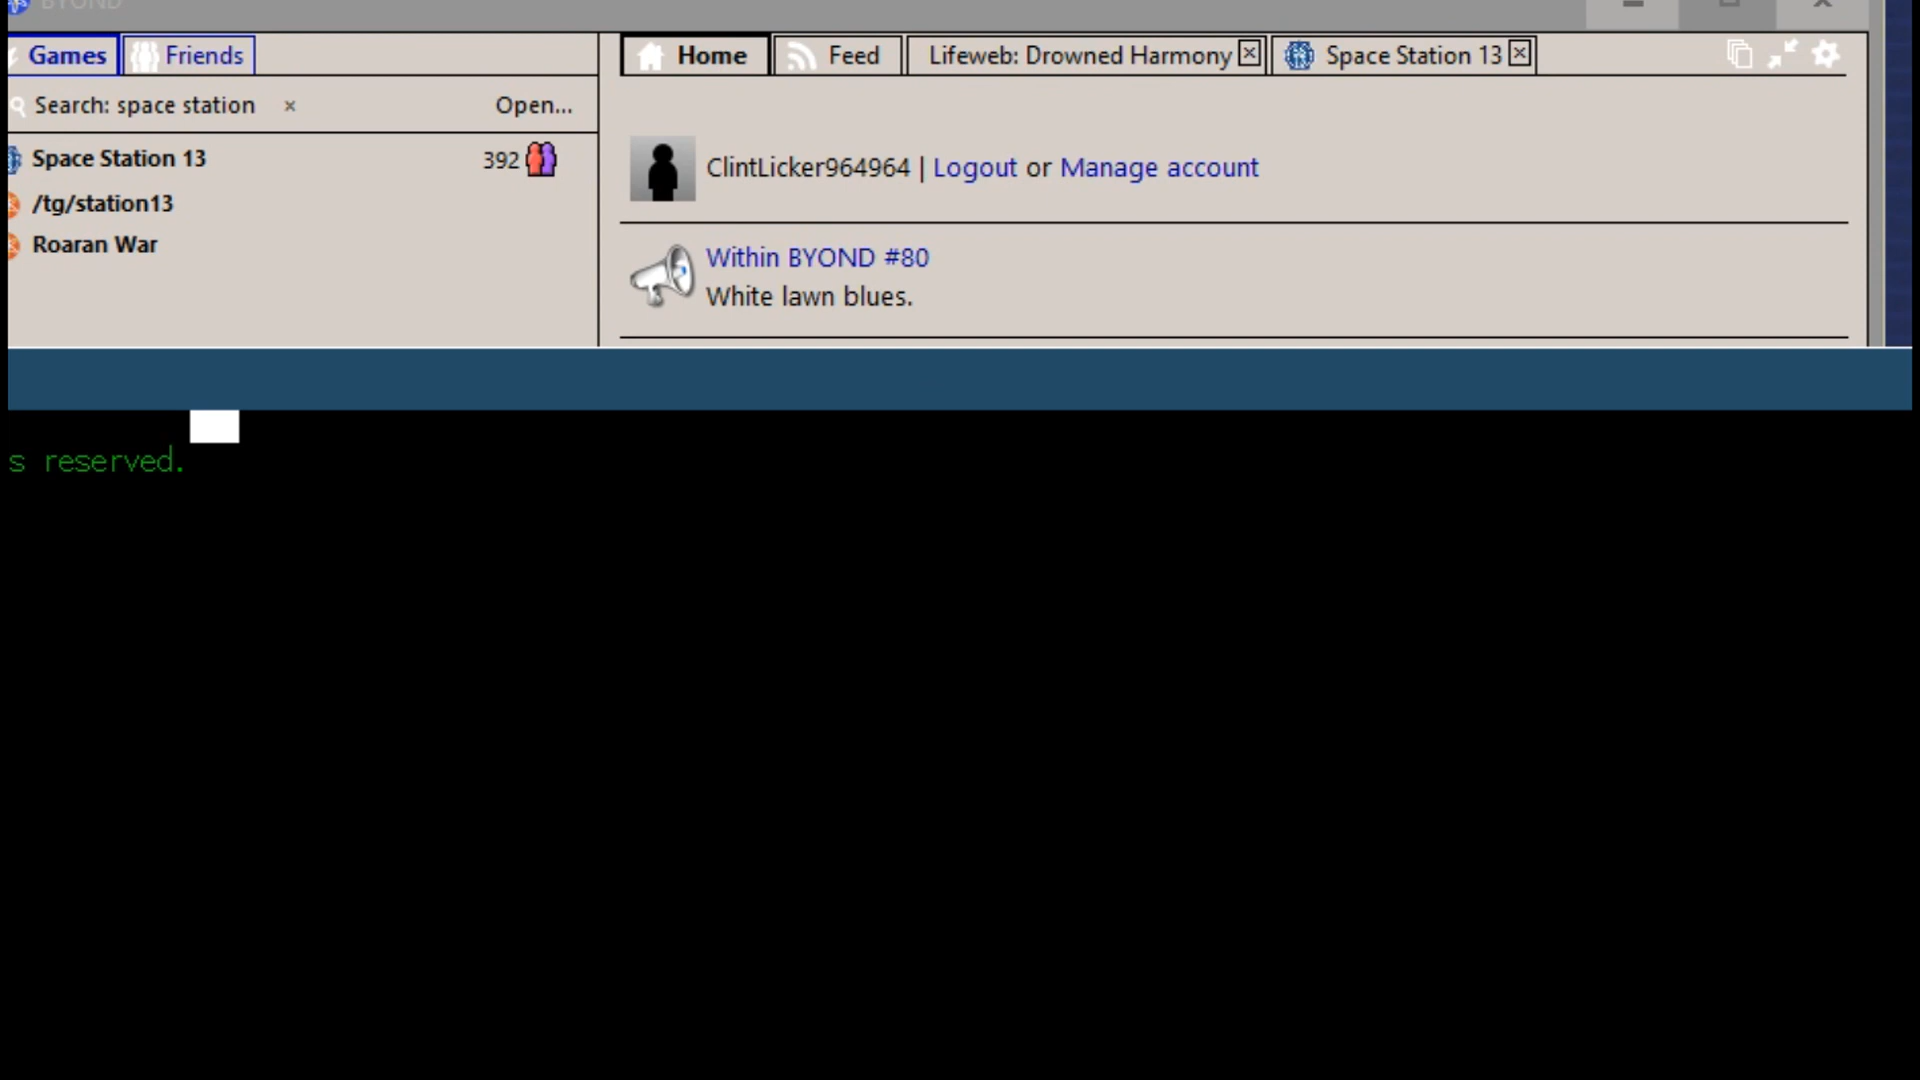 BYOND
Games Friends
Home Feed Lifeweb: Drowned Harmony Space Station 13
Search: space station × Open...
Space Station 13 392
/tg/station13
Roaran War
ClintLicker964964 | Logout or Manage account
Within BYOND #80
White lawn blues.
s reserved.